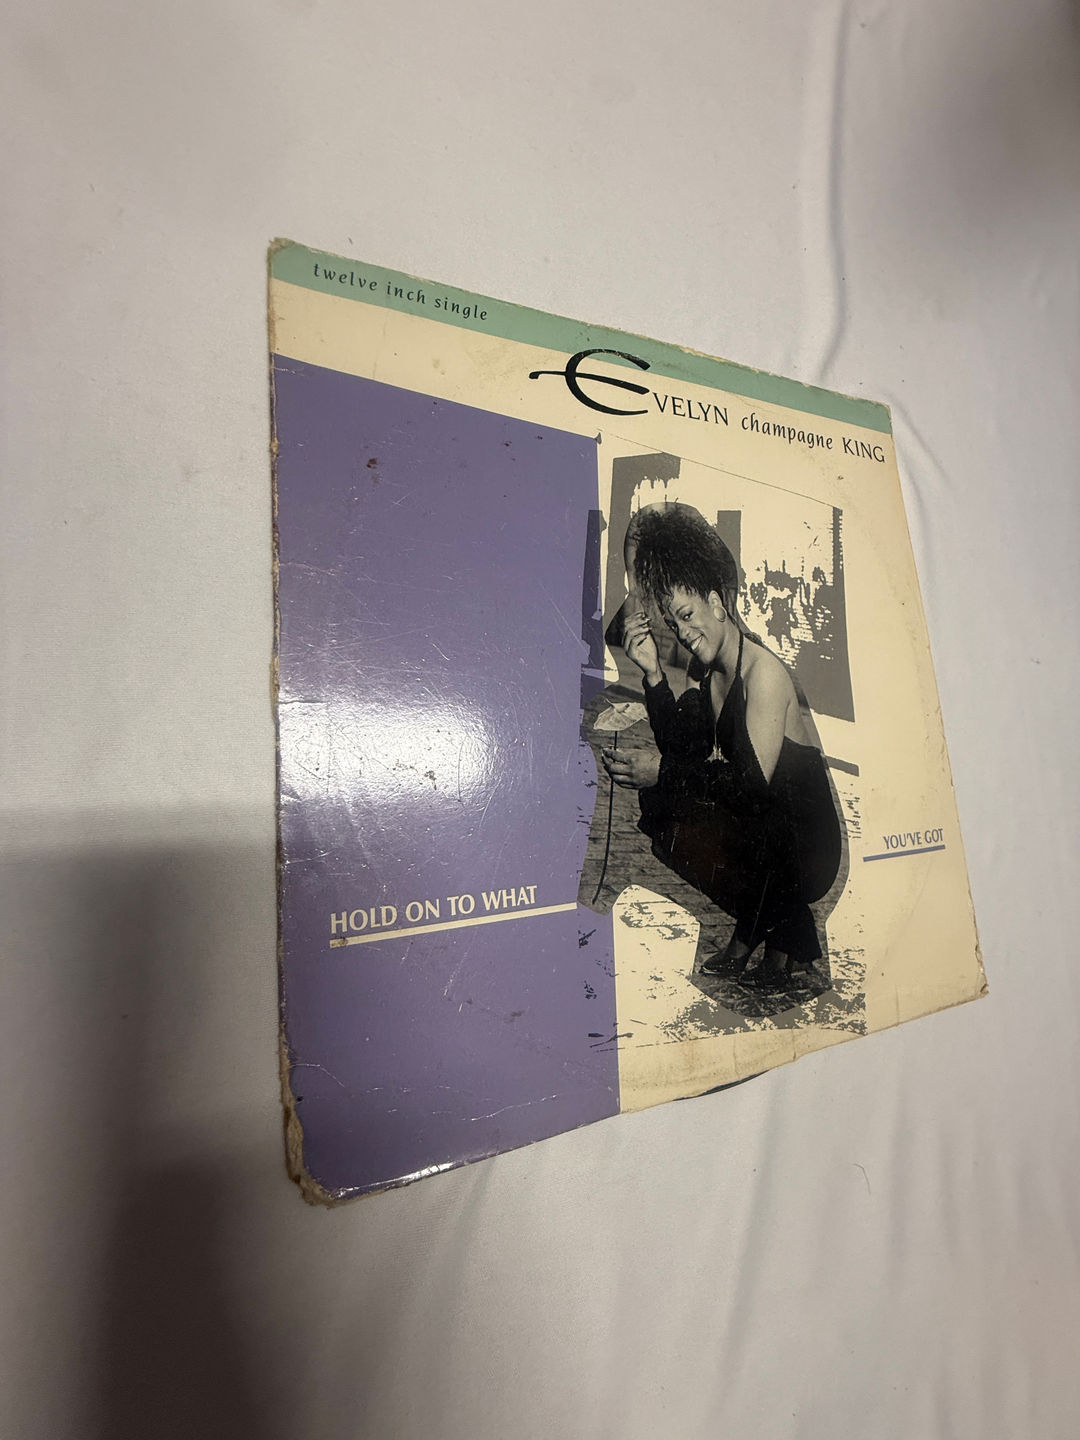 twelve inch single
EVELYN champagne KING
HOLD ON TO WHAT
YOU'VE GOT